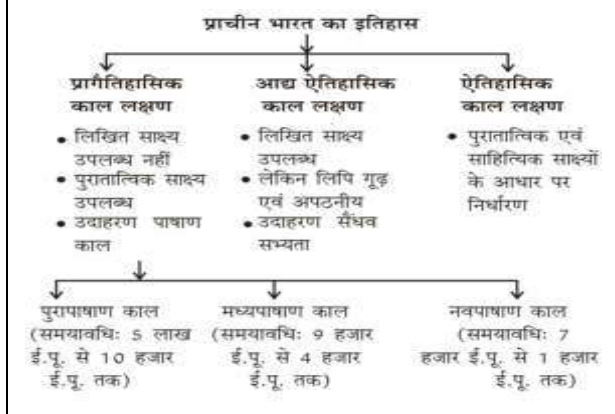 प्राचीन भारत का इतिहास
प्रागैतिहासिक
काल लक्षण
• लिखित साक्ष्य
उपलब्ध नहीं
• पुरातात्विक साक्ष्य
उपलब्ध
• उदाहरण पाषाण
काल
आद्य ऐतिहासिक
काल लक्षण
• लिखित साक्ष्य
उपलब्ध
• लेकिन लिपि गूढ़
एवं अपठनीय
• उदाहरण सैंधव
सभ्यता
ऐतिहासिक
काल लक्षण
• पुरातात्विक एवं
साहित्यिक साक्ष्यों
के आधार पर
निर्धारण
पुरापाषाण काल
(समयावधिः 5 लाख
ई.पू. से 10 हजार
ई.पू. तक)
मध्यपाषाण काल
(समयावधिः 9 हजार
ई.पू. से 4 हजार
ई.पू. तक)
नवपाषाण काल
(समयावधिः 7
हजार ई.पू. से 1 हजार
ई.पू. तक)